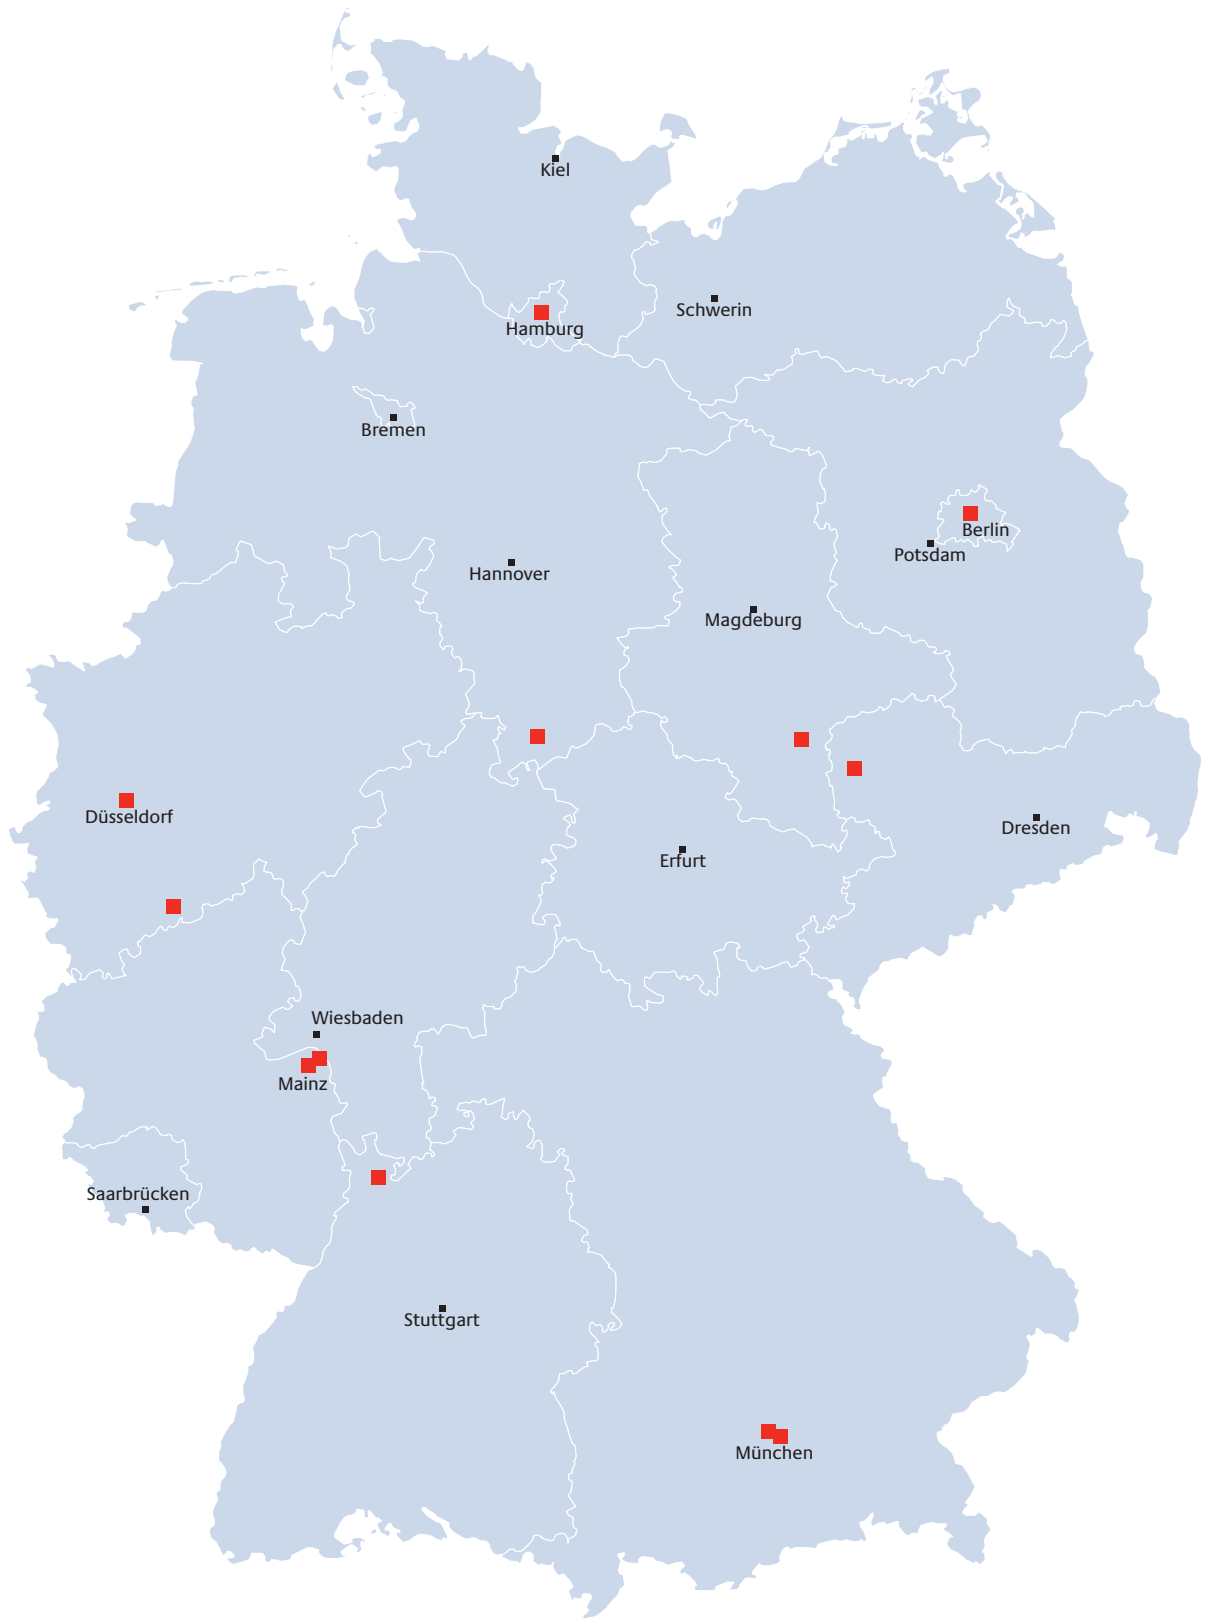 Kiel
Schwerin
Hamburg
Bremen
Berlin
Potsdam
Hannover
Magdeburg
Düsseldorf
Dresden
Erfurt
Wiesbaden
Mainz
Saarbrücken
Stuttgart
München